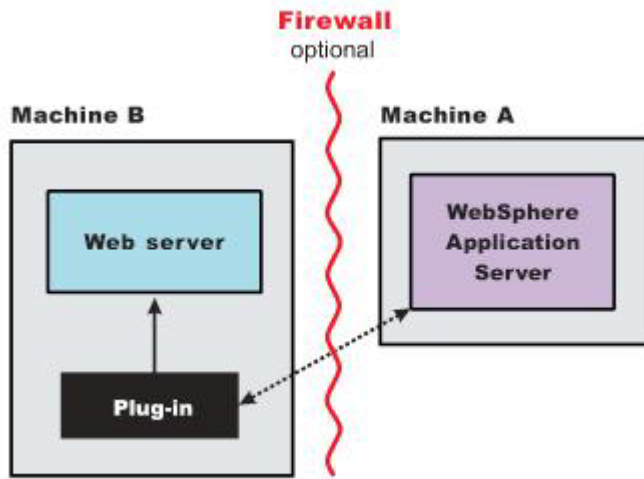 Firewall
optional
Machine B
Machine A
Web server
WebSphere
Application
Server
Plug-in